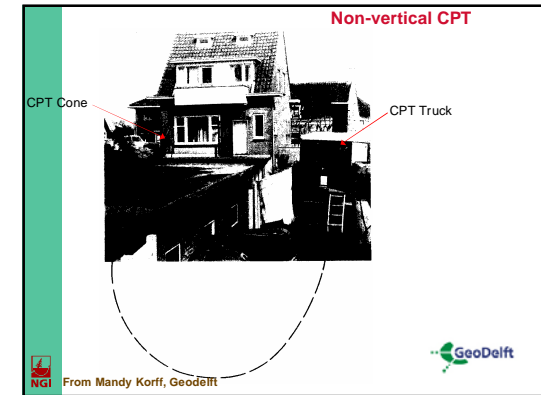 Non-vertical CPT
CPT Cone
CPT Truck
GeoDelft
NGI
From Mandy Korff, Geodelft